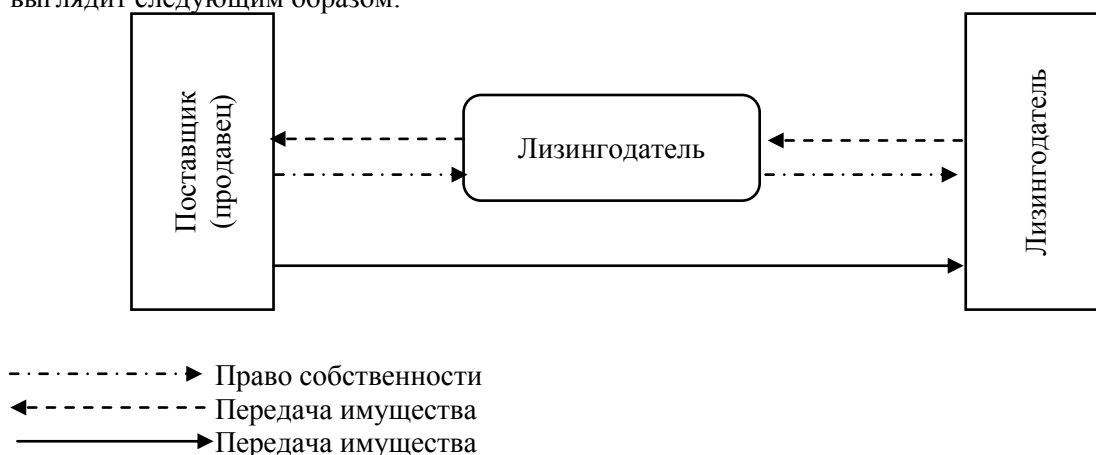 выглядит следующим образом:
Поставщик
(продавец)
Лизингодатель
Лизингодатель
Право собственности
Передача имущества
Передача имущества